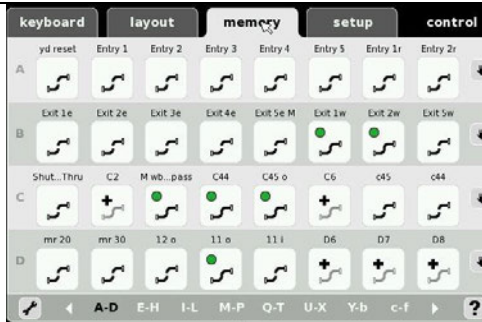 keyboard layout memory setup control
yd reset Entry 1 Entry 2 Entry 3 Entry 4 Entry 5 Entry 1r Entry 2r
A
Exit 1e Exit 2e Exit 3e Exit 4e Exit 5e M Exit 1w Exit 2w Exit 5w
B
Shut...Thru C2 M wb...pass C44 C45 o C6 c45 c44
C
mr 20 mr 30 12 o 11 o 11 i D6 D7 D8
D
A-D E-H I-L M-P Q-T U-X Y-b c-f ?